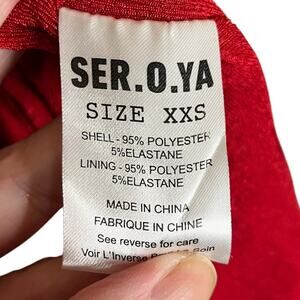 SER.O.YA
SIZE XXS
SHELL - 95% POLYESTER
5%ELASTANE
LINING - 95% POLYESTER
5%ELASTANE
MADE IN CHINA
FABRIQUE IN CHINE
See reverse for care
Voir L'Inverse Soin